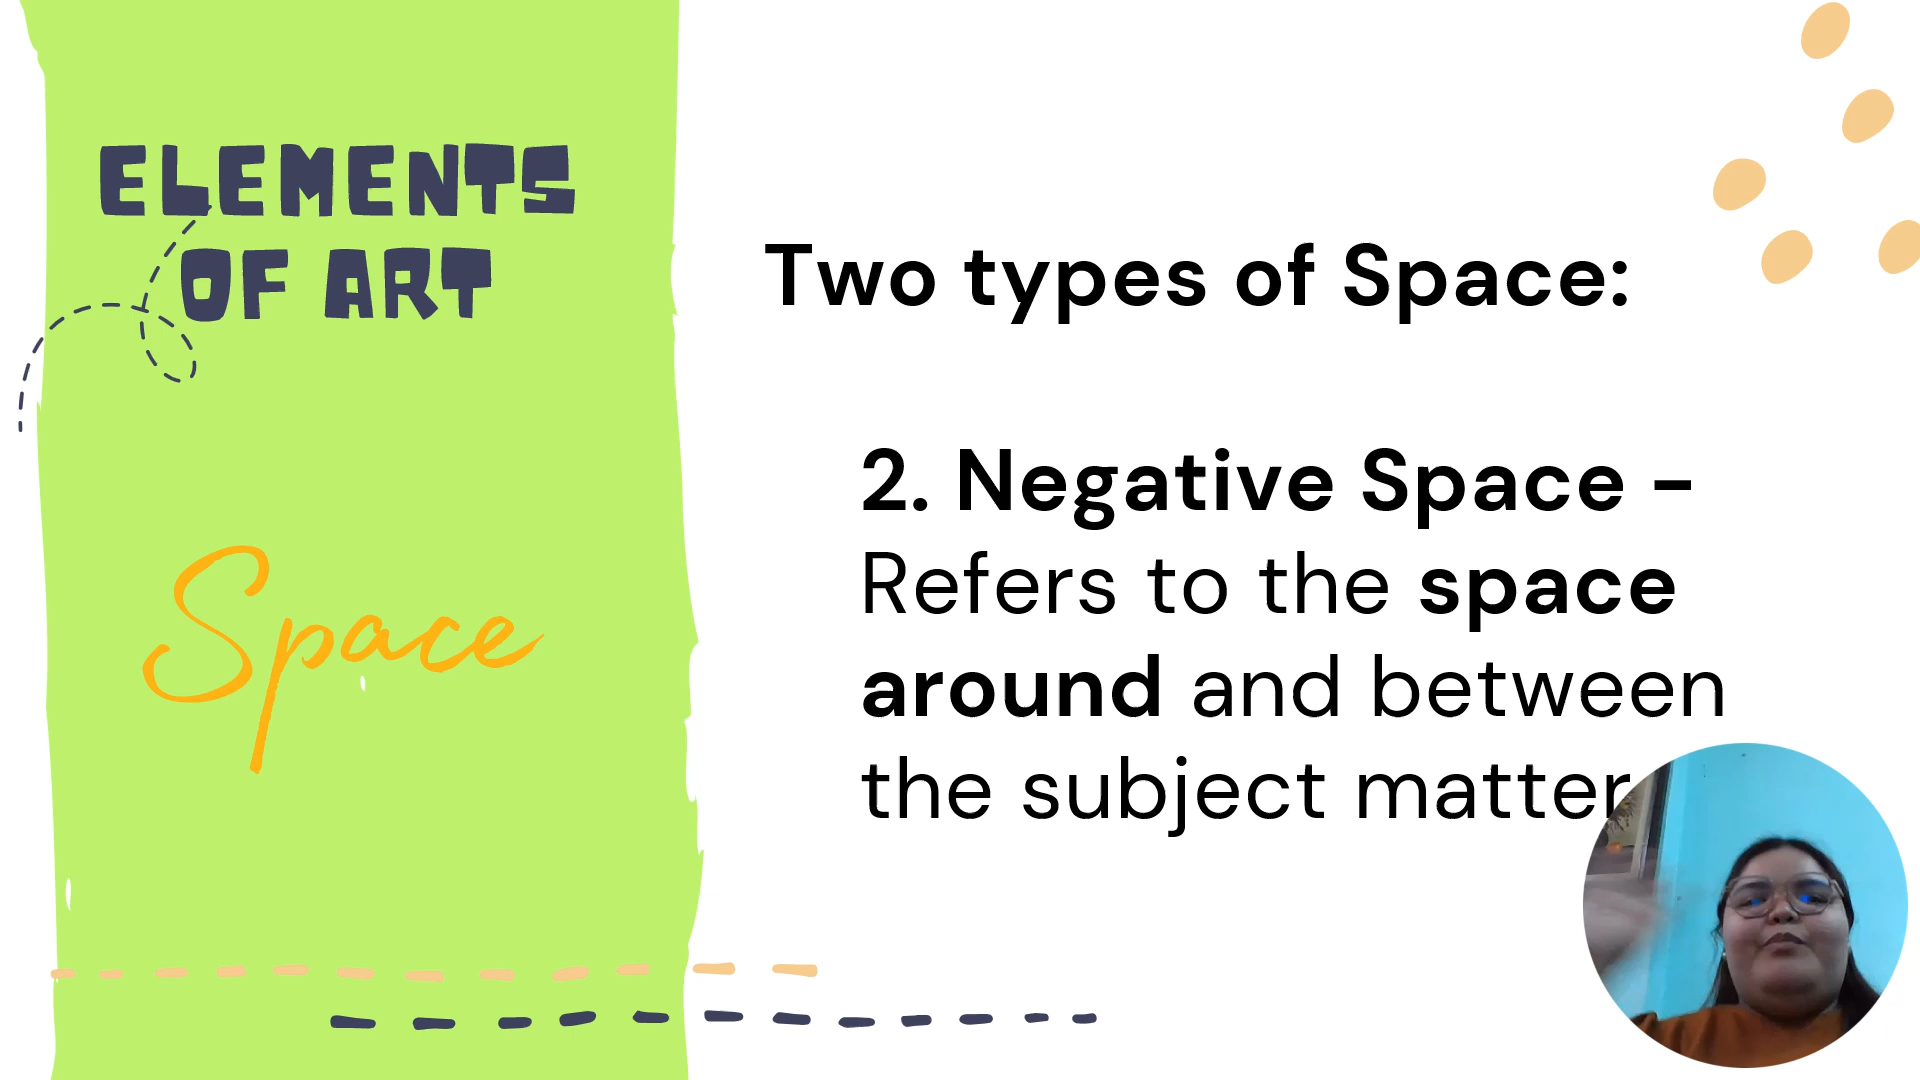 ELEMENTS
OF ART
Space
Two types of Space:
2. Negative Space -
Refers to the space
around and between
the subject matter